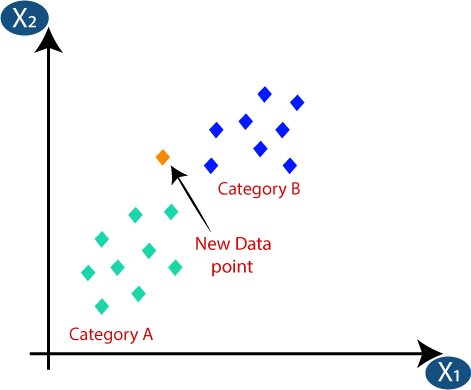 X₂
Category B
New Data
point
Category A
X₁